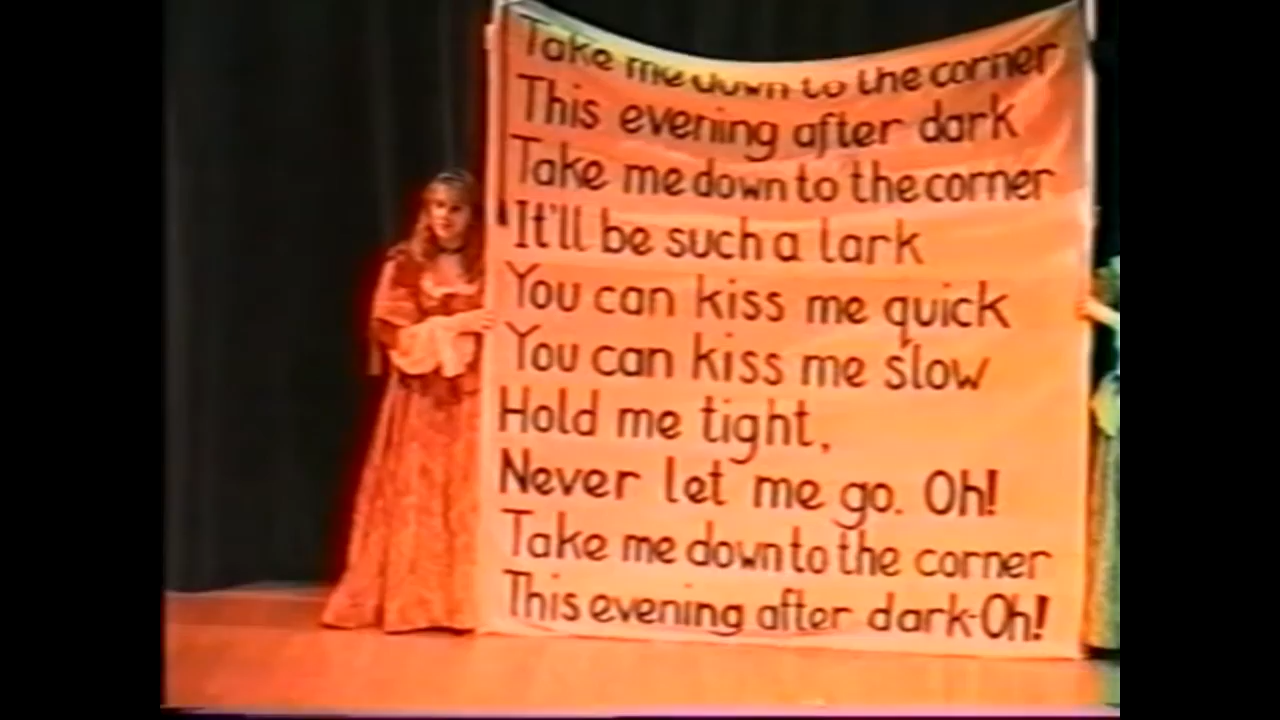 Take me down to the corner
This evening after dark
Take me down to the corner
It'll be such a lark
You can kiss me quick
You can kiss me slow
Hold me tight,
Never let me go. Oh!
Take me down to the corner
This evening after dark-Oh!